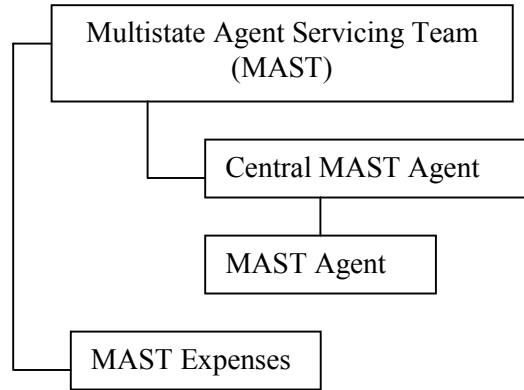 Multistate Agent Servicing Team
(MAST)
Central MAST Agent
MAST Agent
MAST Expenses